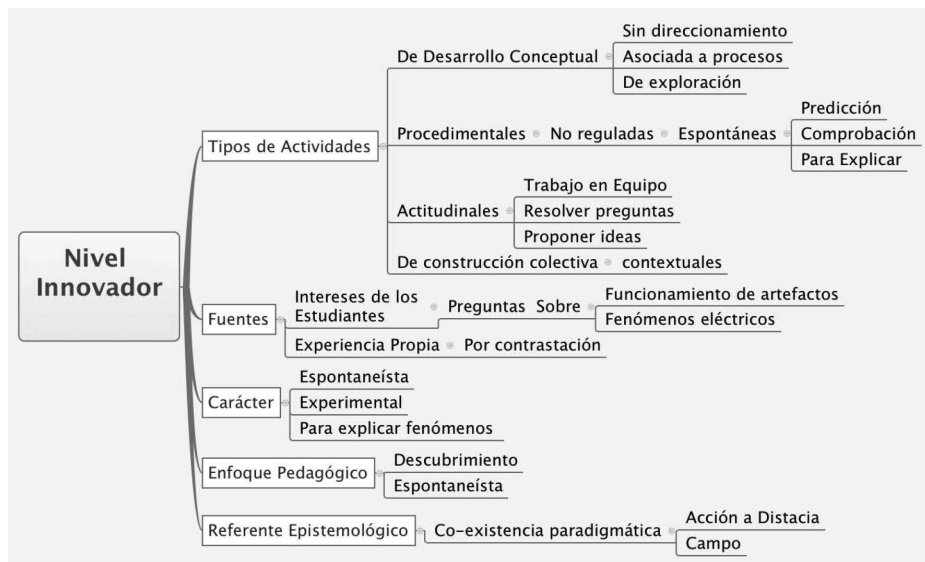 Nivel
Innovador
Tipos de Actividades
De Desarrollo Conceptual
Sin direccionamiento
Asociada a procesos
De exploración
Procedimentales
No reguladas
Espontáneas
Predicción
Comprobación
Para Explicar
Actitudinales
Trabajo en Equipo
Resolver preguntas
Proponer ideas
De construcción colectiva
contextuales
Fuentes
Intereses de los
Estudiantes
Preguntas Sobre
Funcionamiento de artefactos
Fenómenos eléctricos
Experiencia Propia
Por contrastación
Carácter
Espontaneísta
Experimental
Para explicar fenómenos
Enfoque Pedagógico
Descubrimiento
Espontaneísta
Referente Epistemológico
Co-existencia paradigmática
Acción a Distacia
Campo